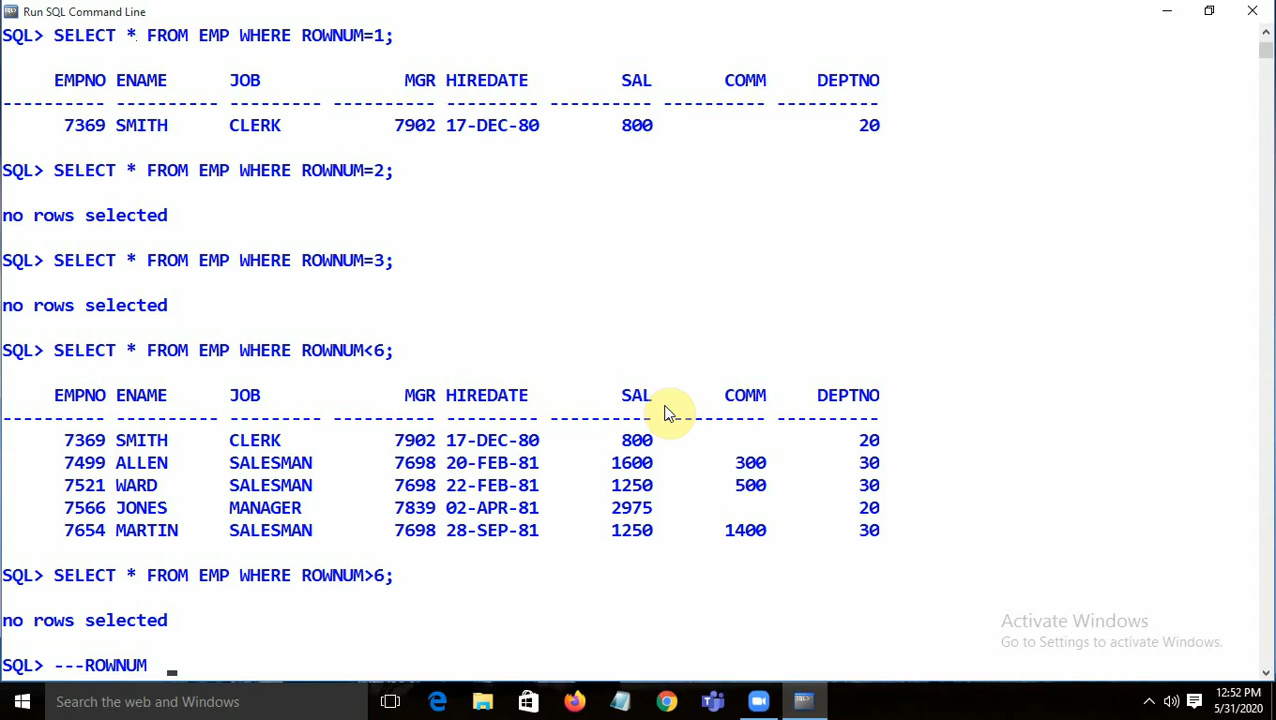 Run SQL Command Line
SQL> SELECT * FROM EMP WHERE ROWNUM=1;
EMPNO ENAME JOB MGR HIREDATE SAL COMM DEPTNO
---------- ---------- --------- ---------- --------- ---------- ---------- ----------
7369 SMITH CLERK 7902 17-DEC-80 800 20
SQL> SELECT * FROM EMP WHERE ROWNUM=2;
no rows selected
SQL> SELECT * FROM EMP WHERE ROWNUM=3;
no rows selected
SQL> SELECT * FROM EMP WHERE ROWNUM<6;
EMPNO ENAME JOB MGR HIREDATE SAL COMM DEPTNO
---------- ---------- --------- ---------- --------- ---------- ---------- ----------
7369 SMITH CLERK 7902 17-DEC-80 800 20
7499 ALLEN SALESMAN 7698 20-FEB-81 1600 300 30
7521 WARD SALESMAN 7698 22-FEB-81 1250 500 30
7566 JONES MANAGER 7839 02-APR-81 2975 20
7654 MARTIN SALESMAN 7698 28-SEP-81 1250 1400 30
SQL> SELECT * FROM EMP WHERE ROWNUM>6;
no rows selected
SQL> ---ROWNUM _
Activate Windows
Go to Settings to activate Windows.
Search the web and Windows
12:52 PM
5/31/2020